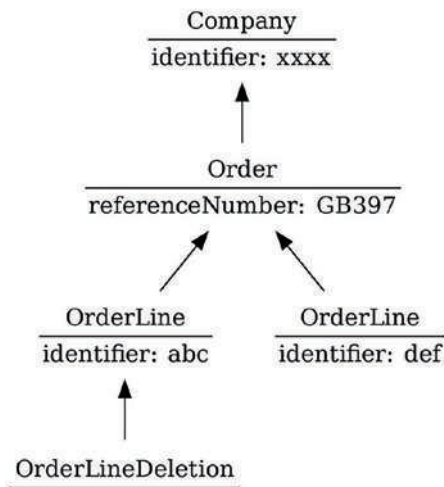 Company
identifier: xxxx
Order
referenceNumber: GB397
OrderLine
identifier: abc
OrderLine
identifier: def
OrderLineDeletion